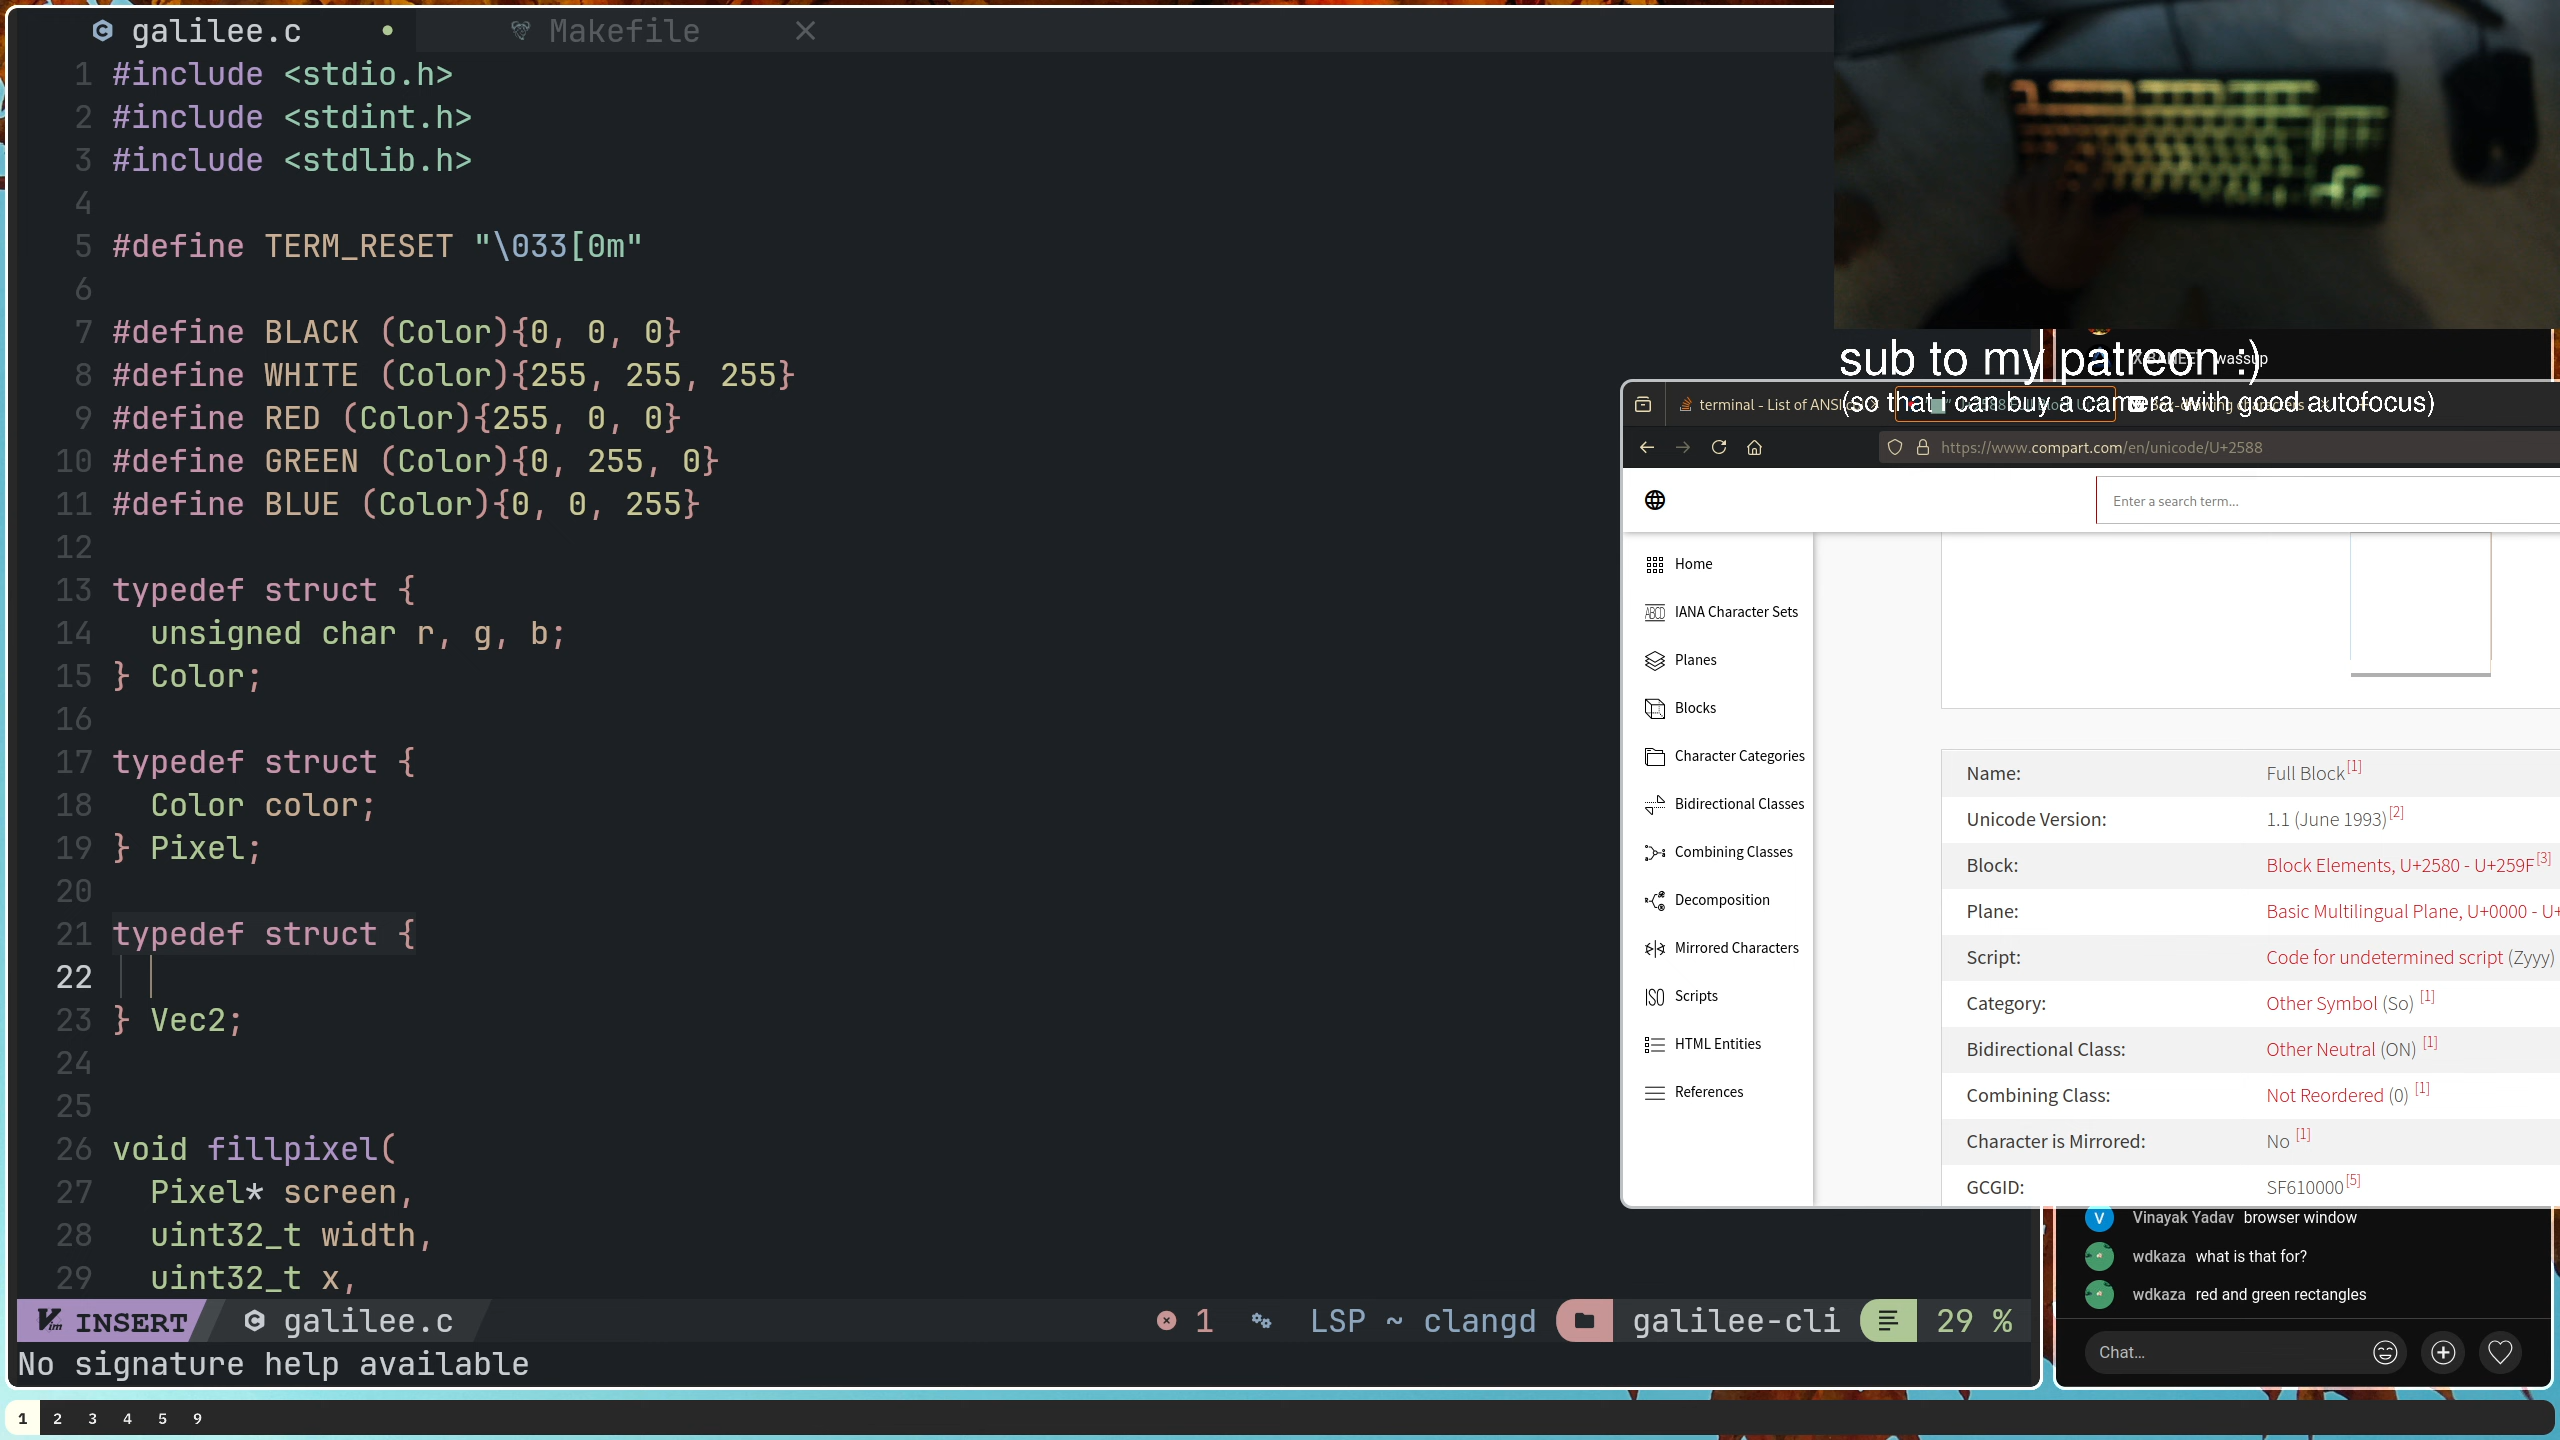 galilee.c
Makefile
1 #include <stdio.h>
2 #include <stdint.h>
3 #include <stdlib.h>
4
5 #define TERM_RESET "\033[0m"
6
7 #define BLACK (Color){0, 0, 0}
8 #define WHITE (Color){255, 255, 255}
9 #define RED (Color){255, 0, 0}
10 #define GREEN (Color){0, 255, 0}
11 #define BLUE (Color){0, 0, 255}
12
13 typedef struct {
14 unsigned char r, g, b;
15 } Color;
16
17 typedef struct {
18 Color color;
19 } Pixel;
20
21 typedef struct {
22
23 } Vec2;
24
25
26 void fillpixel(
27 Pixel* screen,
28 uint32_t width,
29 uint32_t x,
INSERT galilee.c 1 LSP ~ clangd galilee-cli 29 %
No signature help available
1 2 3 4 5 9
wassup
sub to my patreon :)
(so that i can buy a camera with good autofocus)
terminal - List of ANSI
https://www.compart.com/en/unicode/U+2588
Enter a search term...
Home
IANA Character Sets
Planes
Blocks
Character Categories
Bidirectional Classes
Combining Classes
Decomposition
Mirrored Characters
Scripts
HTML Entities
References
Name: Full Block[1]
Unicode Version: 1.1 (June 1993)[2]
Block: Block Elements, U+2580 - U+259F[3]
Plane: Basic Multilingual Plane, U+0000 - U+
Script: Code for undetermined script (Zyyy)
Category: Other Symbol (So) [1]
Bidirectional Class: Other Neutral (ON) [1]
Combining Class: Not Reordered (0) [1]
Character is Mirrored: No [1]
GCGID: SF610000[5]
V Vinayak Yadav browser window
wdkaza what is that for?
wdkaza red and green rectangles
Chat...